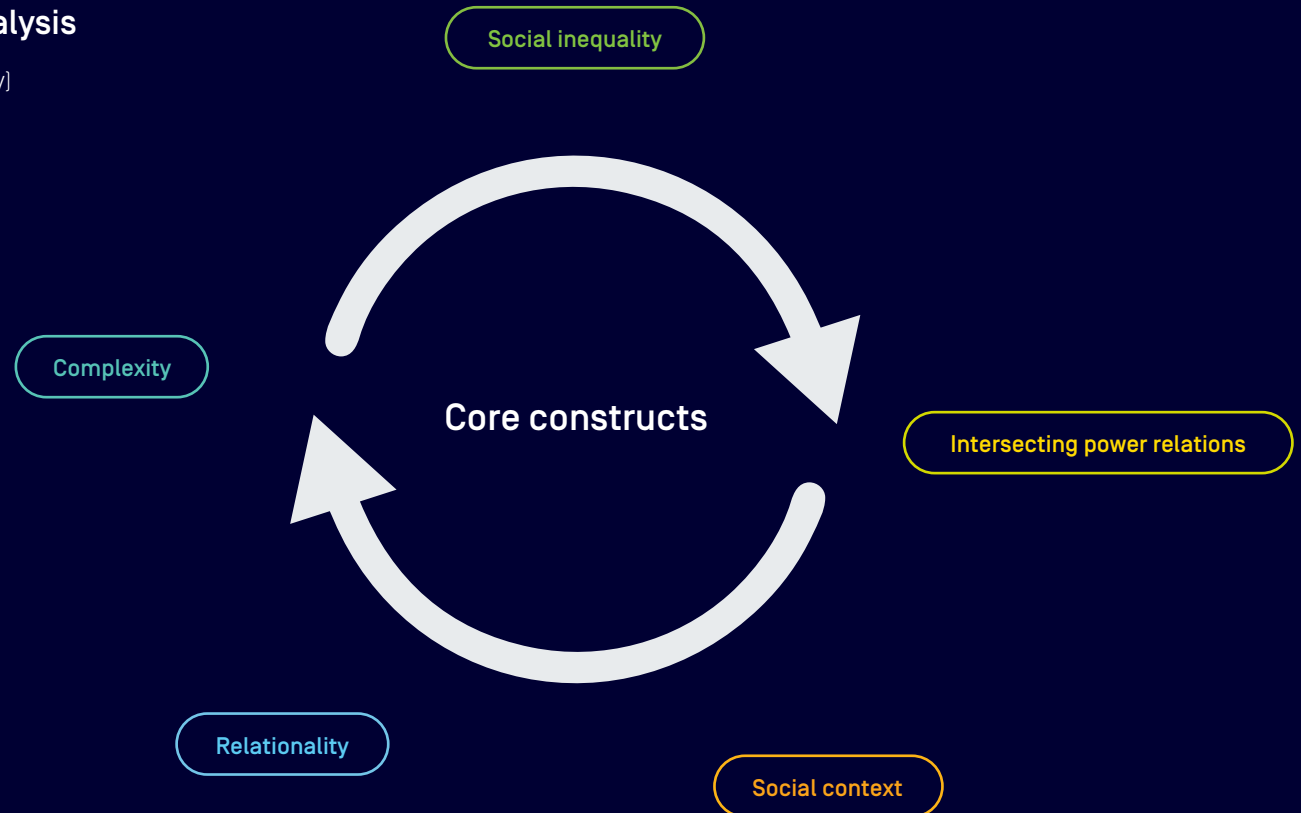 alysis
y]
Social inequality
Complexity
Core constructs
Intersecting power relations
Relationality
Social context